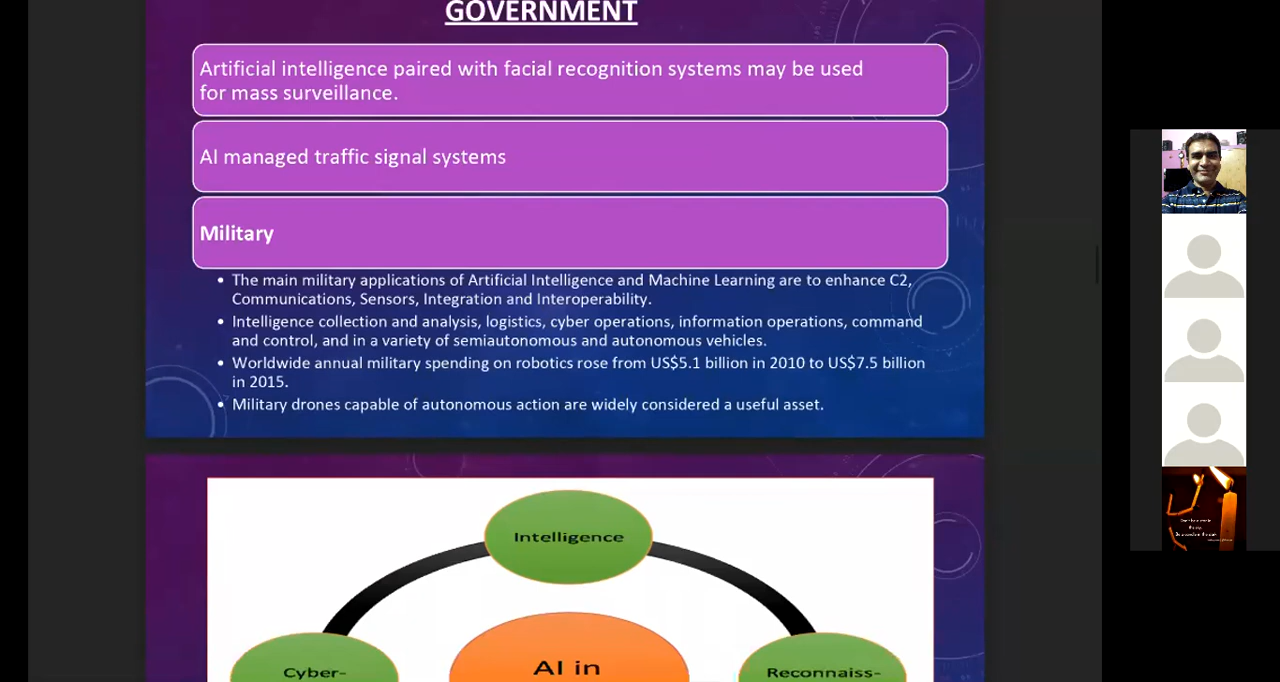 GOVERNMENT
Artificial intelligence paired with facial recognition systems may be used
for mass surveillance.
AI managed traffic signal systems
Military
• The main military applications of Artificial Intelligence and Machine Learning are to enhance C2,
Communications, Sensors, Integration and Interoperability.
• Intelligence collection and analysis, logistics, cyber operations, information operations, command
and control, and in a variety of semiautonomous and autonomous vehicles.
• Worldwide annual military spending on robotics rose from US$5.1 billion in 2010 to US$7.5 billion
in 2015.
• Military drones capable of autonomous action are widely considered a useful asset.
Intelligence
Cyber-
AI in
Reconnaiss-